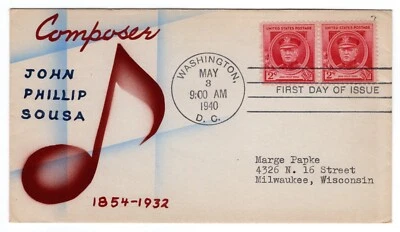 Composer
JOHN
PHILLIP
SOUSA
1854-1932
WASHINGTON,
MAY
3
9:00 AM
1940
D. C.
UNITED STATES POSTAGE
2¢
UNITED STATES POSTAGE
2¢
FIRST DAY OF ISSUE
Marge Papke
4326 N. 16 Street
Milwaukee, Wisconsin